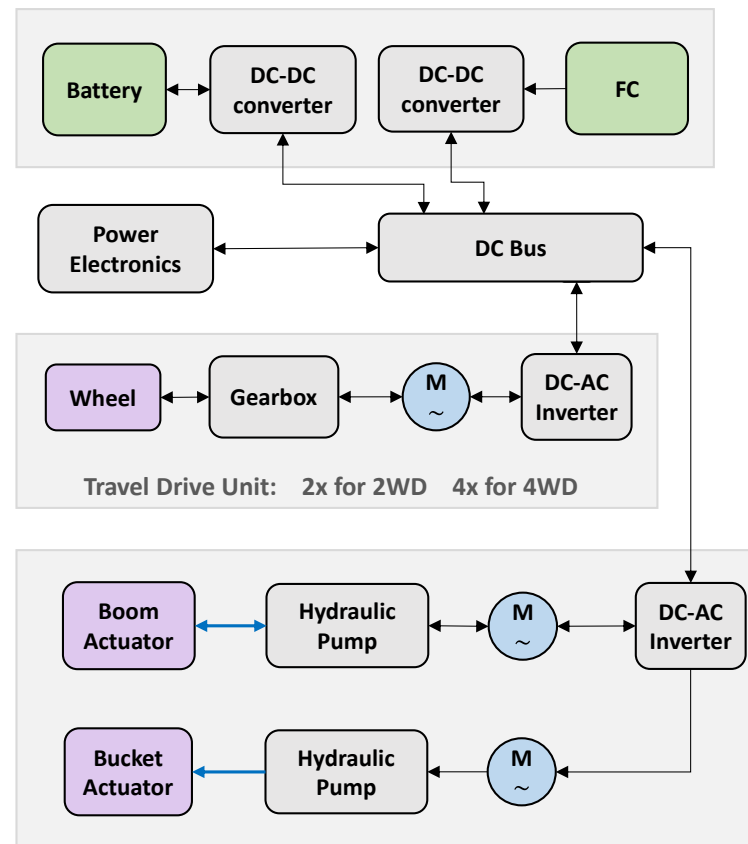 Battery
DC-DC
converter
DC-DC
converter
FC
Power
Electronics
DC Bus
Wheel
Gearbox
M
~
DC-AC
Inverter
Travel Drive Unit: 2x for 2WD 4x for 4WD
Boom
Actuator
Hydraulic
Pump
M
~
DC-AC
Inverter
Bucket
Actuator
Hydraulic
Pump
M
~